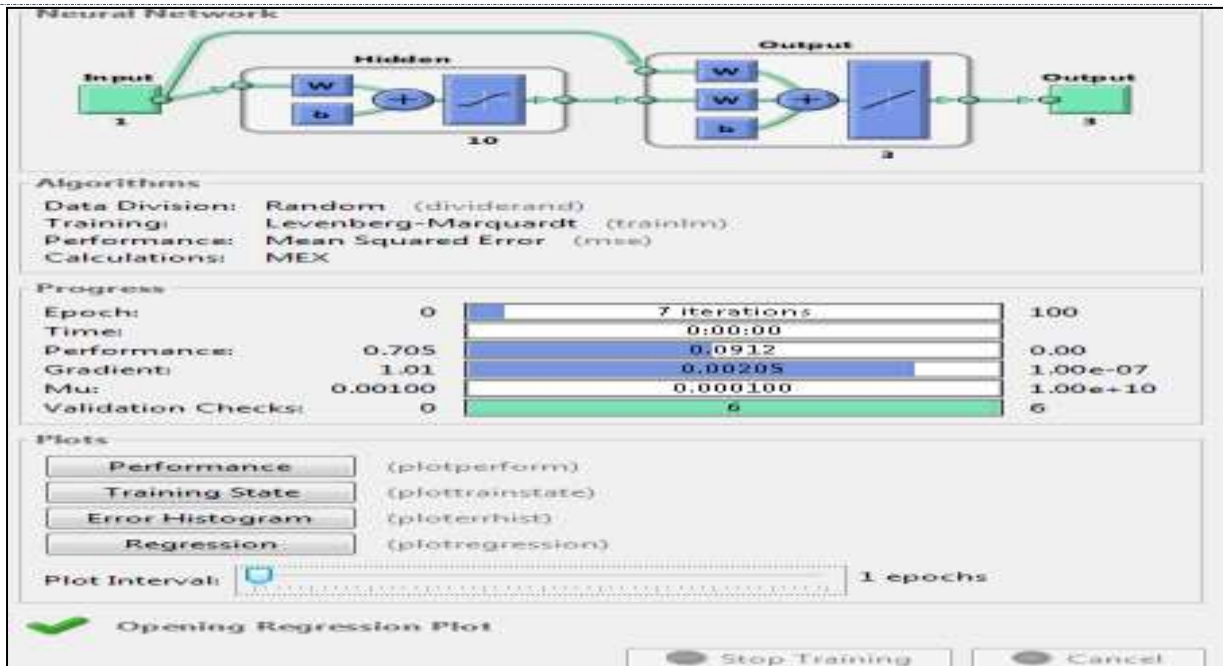 Neural Network
Hidden
Output
Input
W
b
+
1
10
W
W
b
+
3
Output
3
Algorithms
Data Division: Random (dividerand)
Training: Levenberg-Marquardt (trainlm)
Performance: Mean Squared Error (mse)
Calculations: MEX
Progress
Epoch: 0 7 iterations 100
Time: 0:00:00
Performance: 0.705 0.0912 0.00
Gradient: 1.01 0.00205 1.00e-07
Mu: 0.00100 0.000100 1.00e+10
Validation Checks: 0 6 6
Plots
Performance (plotperform)
Training State (plottrainstate)
Error Histogram (ploterrhist)
Regression (plotregression)
Plot Interval: 1 epochs
Opening Regression Plot
Stop Training Cancel